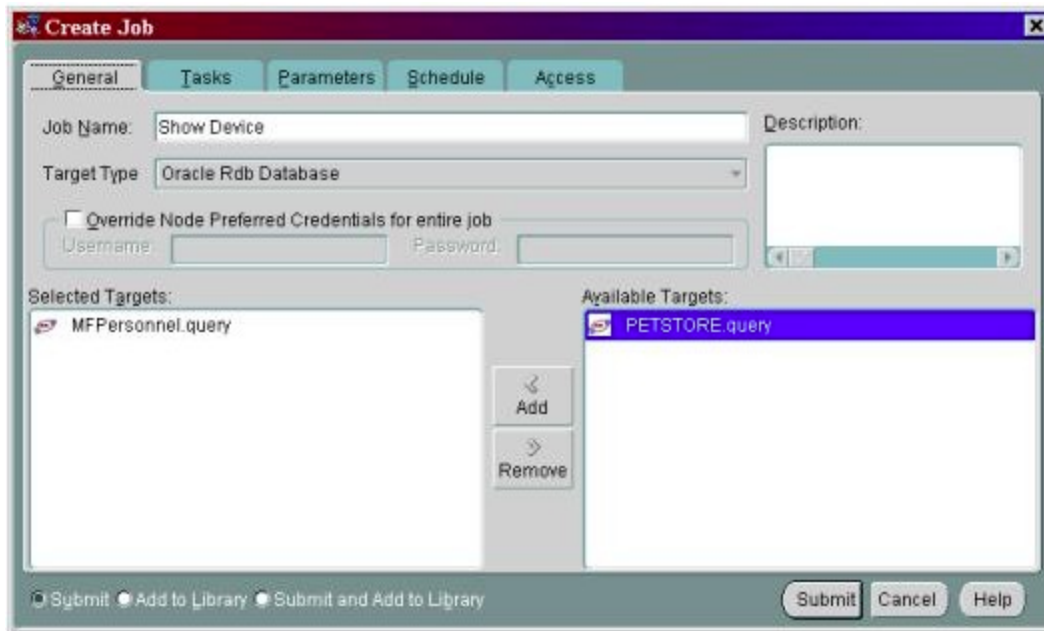 Create Job
General Tasks Parameters Schedule Access
Job Name: Show Device
Description:
Target Type Oracle Rdb Database
Override Node Preferred Credentials for entire job
Username: Password:
Selected Targets:
Available Targets:
MFPersonnel.query
PETSTORE.query
Add
Remove
Submit Add to Library Submit and Add to Library
Submit Cancel Help